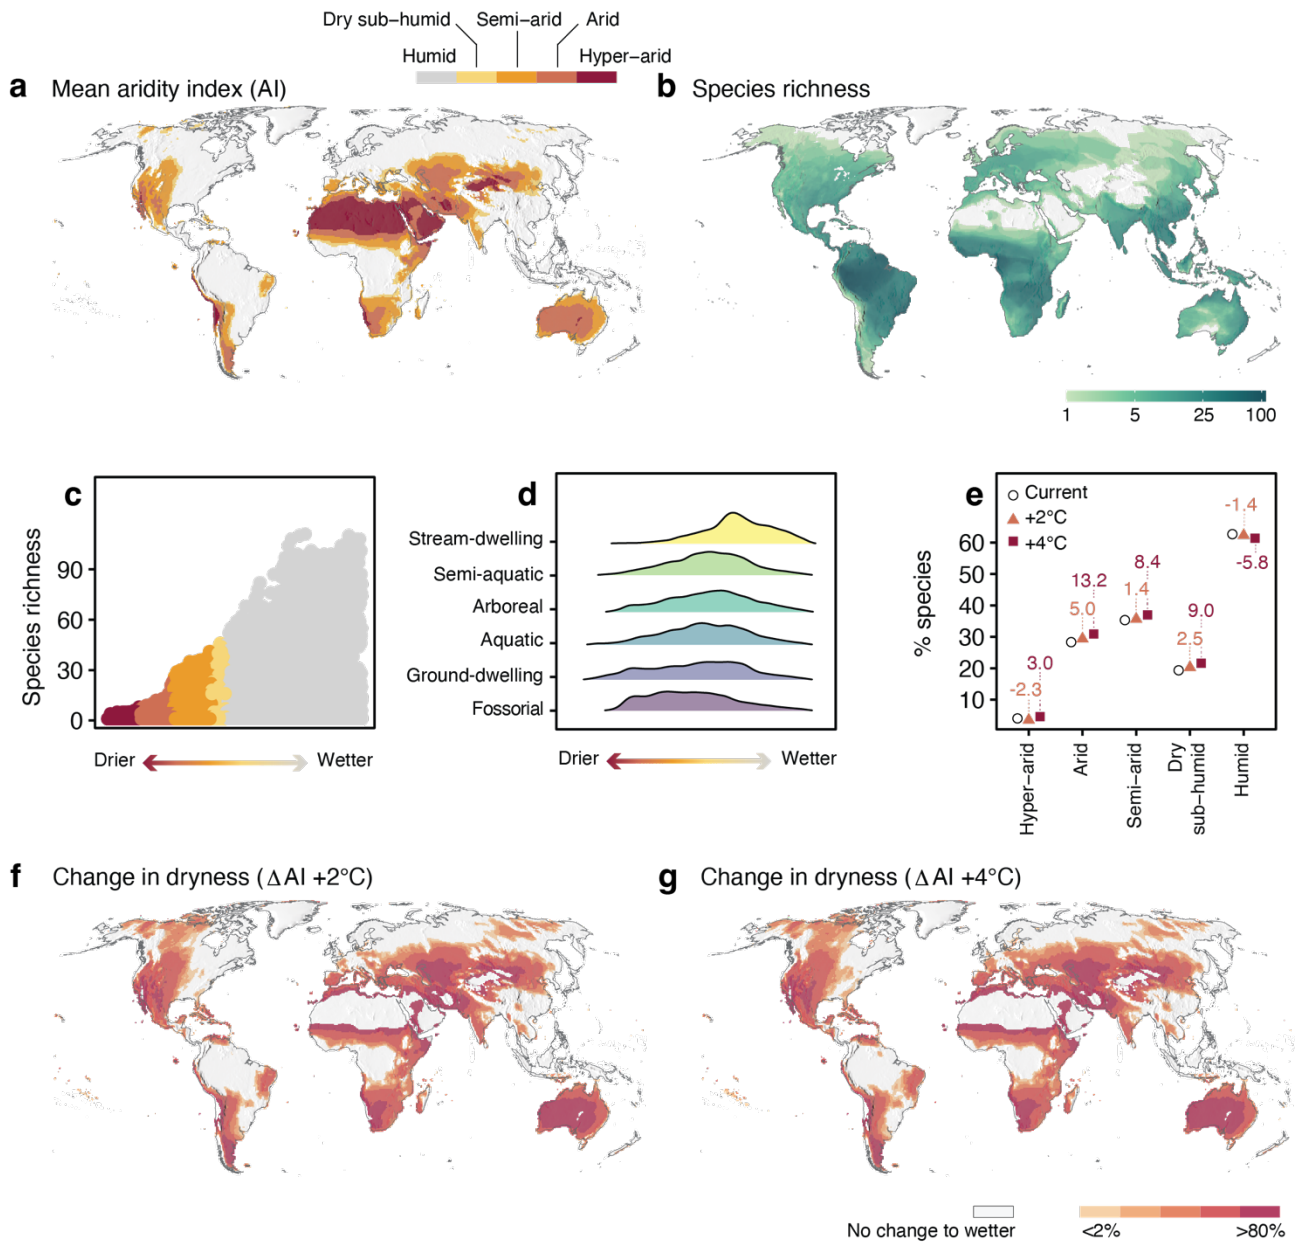 Dry sub-humid Semi-arid Arid
Humid Hyper-arid
a Mean aridity index (AI)
b Species richness
1 5 25 100
c
Species richness
90
60
30
0
Drier Wetter
d
Stream-dwelling
Semi-aquatic
Arboreal
Aquatic
Ground-dwelling
Fossorial
Drier Wetter
e
Current
+2°C
+4°C
% species
60
50
40
30
20
10
-2.3
3.0
5.0
13.2
1.4
8.4
2.5
9.0
-1.4
-5.8
Hyper-arid
Arid
Semi-arid
Dry
sub-humid
Humid
f Change in dryness (ΔAI +2°C)
g Change in dryness (ΔAI +4°C)
No change to wetter
<2% >80%